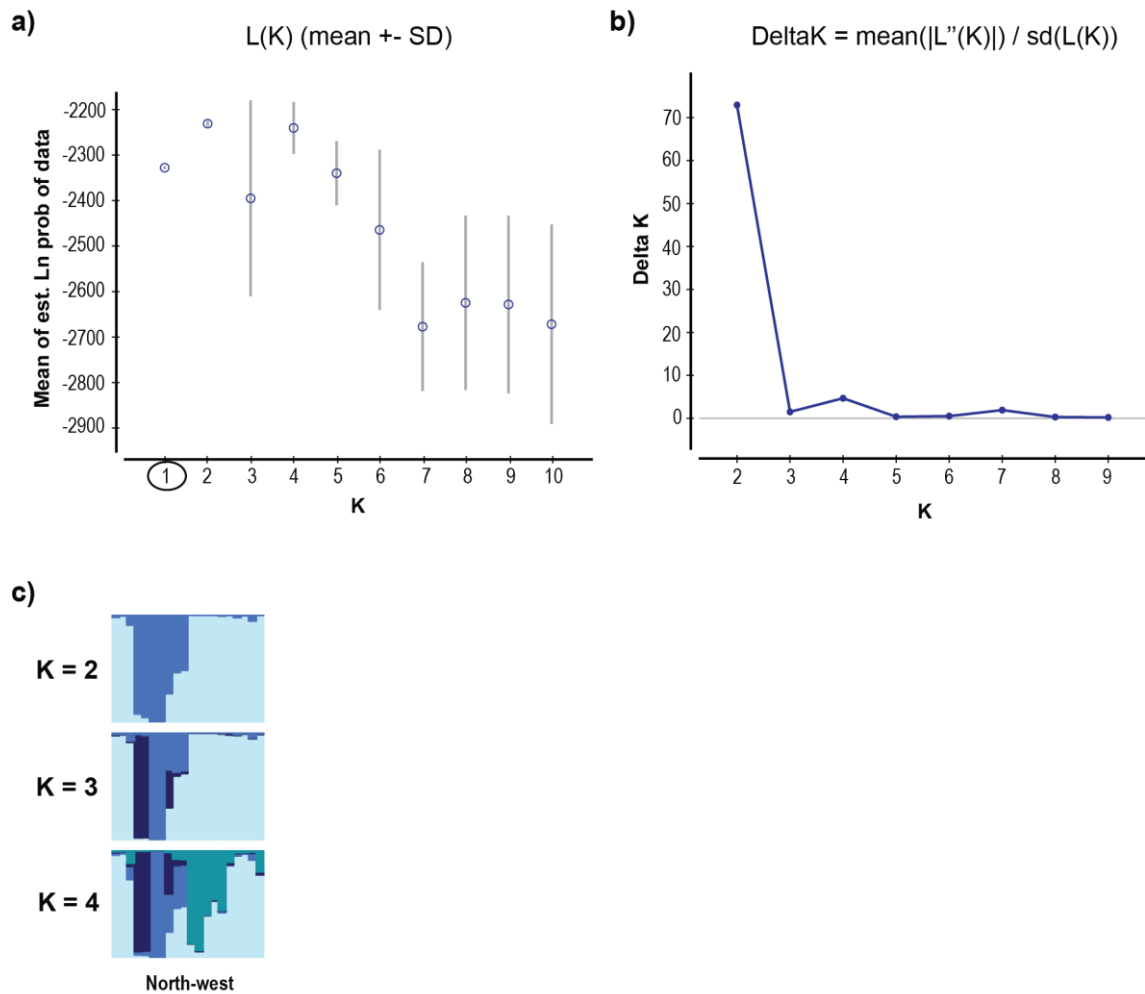 a)
L(K) (mean +- SD)
Mean of est. Ln prob of data
-2200
-2300
-2400
-2500
-2600
-2700
-2800
-2900
1 2 3 4 5 6 7 8 9 10
K
b)
DeltaK = mean(|L”(K)|) / sd(L(K))
Delta K
70
60
50
40
30
20
10
0
2 3 4 5 6 7 8 9
K
c)
K = 2
K = 3
K = 4
North-west